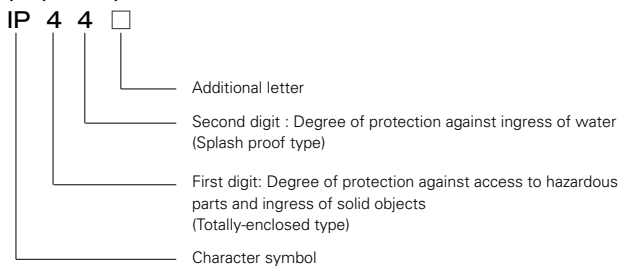 IP 4 4 □
Additional letter
Second digit : Degree of protection against ingress of water
(Splash proof type)
First digit: Degree of protection against access to hazardous
parts and ingress of solid objects
(Totally-enclosed type)
Character symbol